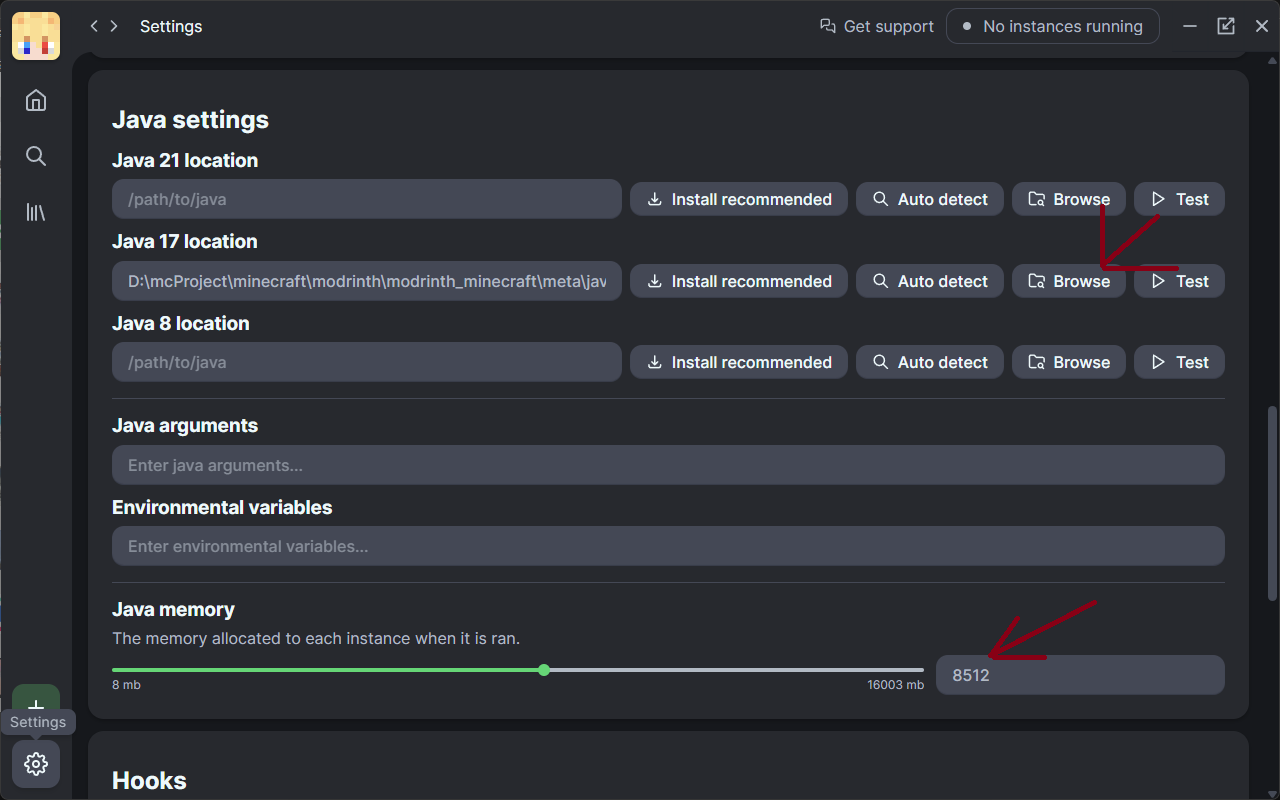 Settings
Get support
No instances running
Java settings
Java 21 location
/path/to/java Install recommended Auto detect Browse Test
Java 17 location
D:\mcProject\minecraft\modrinth\modrinth_minecraft\meta\jav Install recommended Auto detect Browse Test
Java 8 location
/path/to/java Install recommended Auto detect Browse Test
Java arguments
Enter java arguments...
Environmental variables
Enter environmental variables...
Java memory
The memory allocated to each instance when it is ran.
8 mb 16003 mb 8512
Settings
Hooks